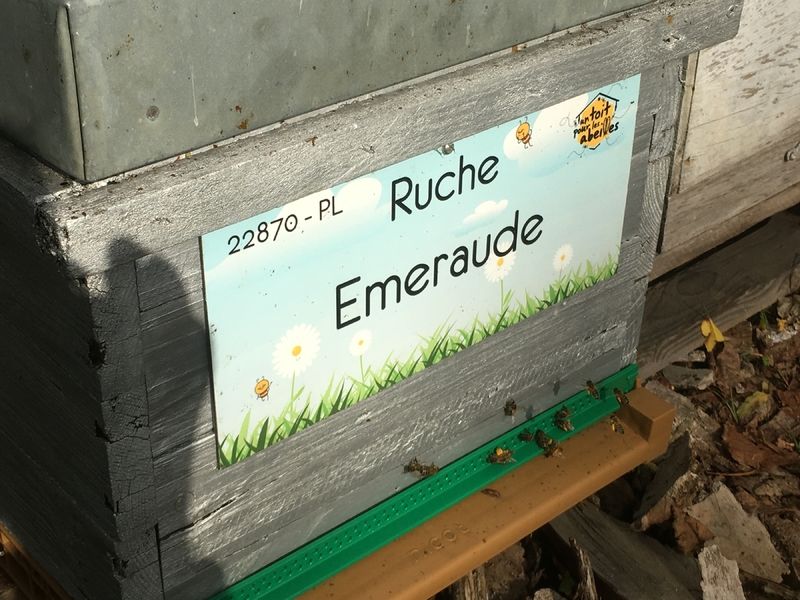 22870 - PL
Ruche
Emeraude
un toit
pour les
abeilles